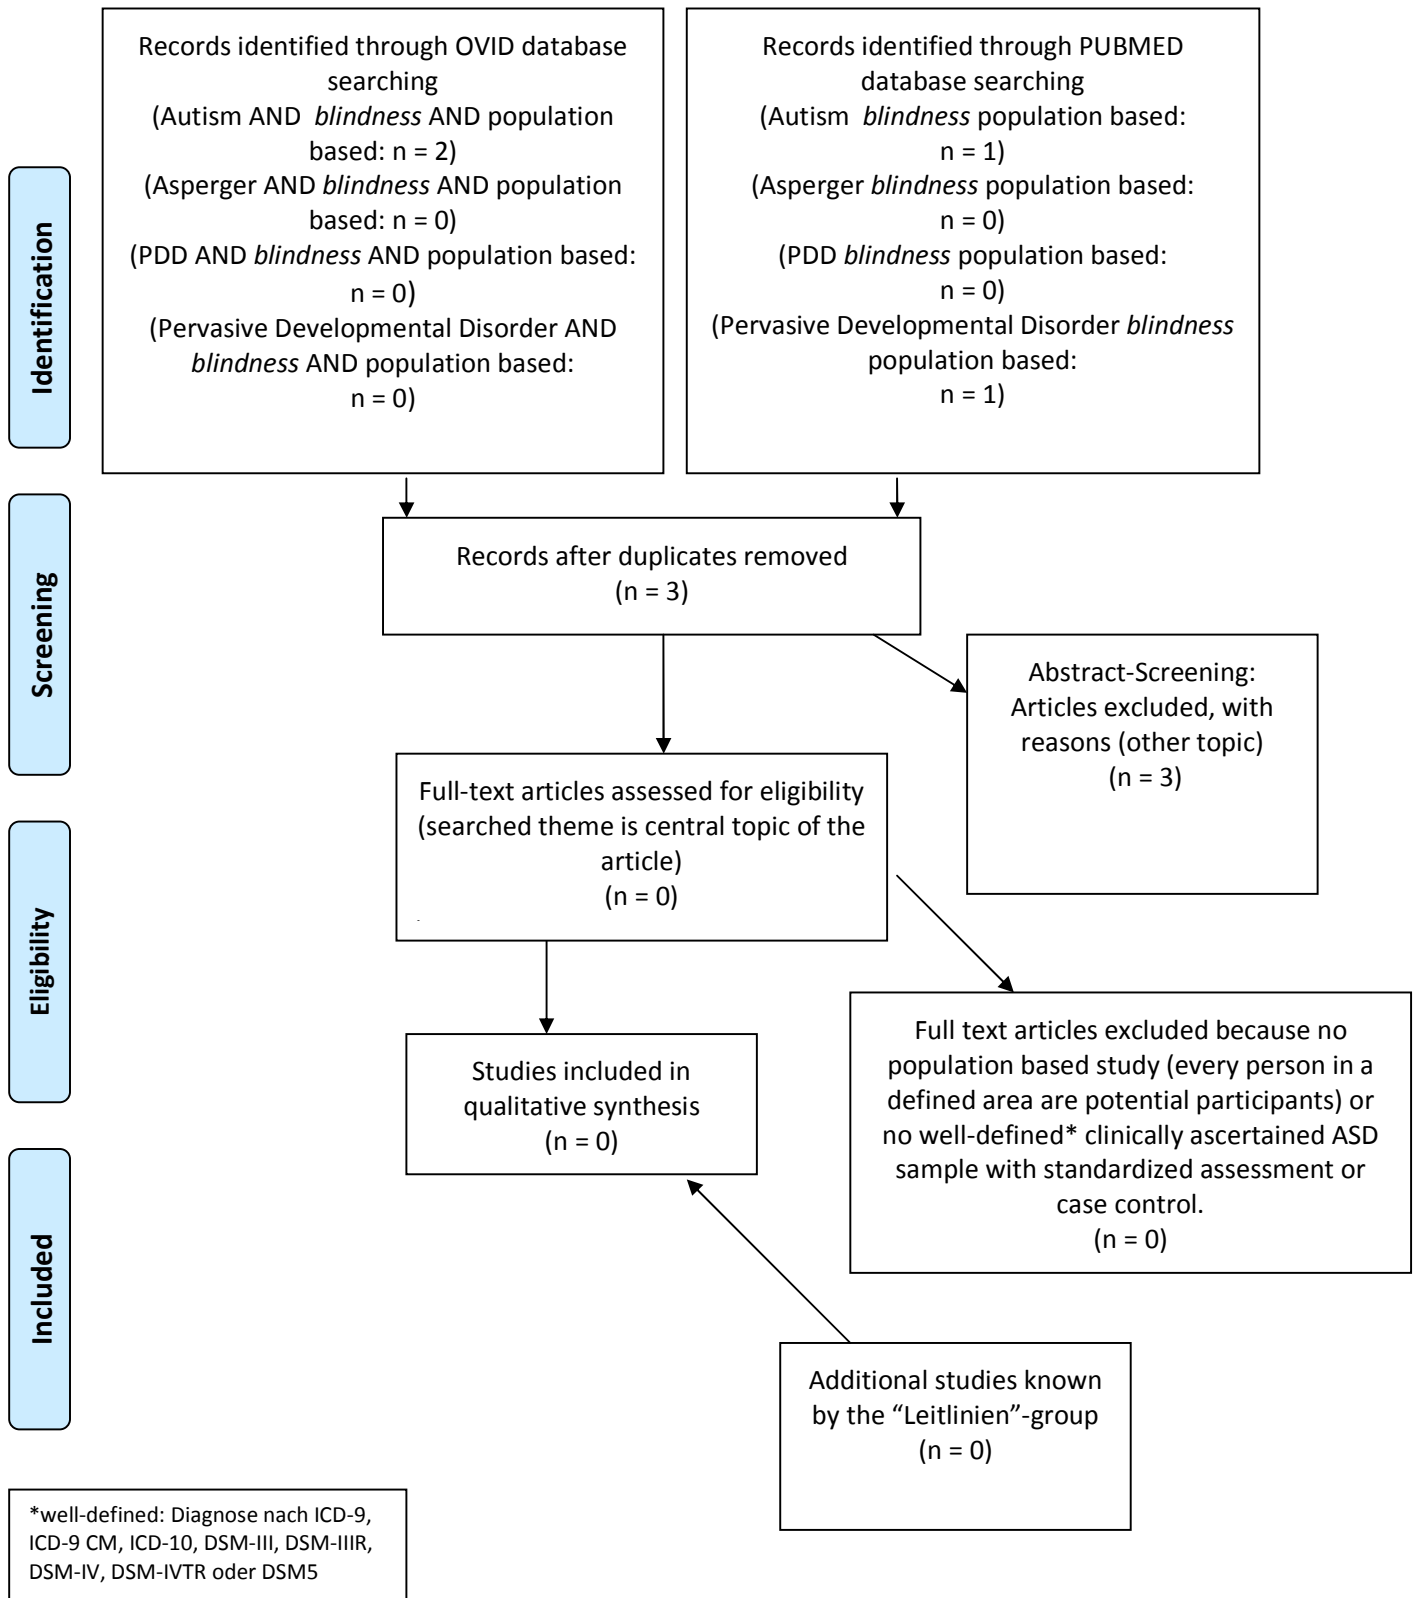 Records identified through OVID database
searching
(Autism AND blindness AND population
based: n = 2)
(Asperger AND blindness AND population
based: n = 0)
(PDD AND blindness AND population based:
n = 0)
(Pervasive Developmental Disorder AND
blindness AND population based:
n = 0)
Records identified through PUBMED
database searching
(Autism blindness population based:
n = 1)
(Asperger blindness population based:
n = 0)
(PDD blindness population based:
n = 0)
(Pervasive Developmental Disorder blindness
population based:
n = 1)
Identification
Records after duplicates removed
(n = 3)
Screening
Abstract-Screening:
Articles excluded, with
reasons (other topic)
(n = 3)
Full-text articles assessed for eligibility
(searched theme is central topic of the
article)
(n = 0)
Eligibility
Full text articles excluded because no
population based study (every person in a
defined area are potential participants) or
no well-defined* clinically ascertained ASD
sample with standardized assessment or
case control.
(n = 0)
Studies included in
qualitative synthesis
(n = 0)
Included
Additional studies known
by the “Leitlinien”-group
(n = 0)
*well-defined: Diagnose nach ICD-9,
ICD-9 CM, ICD-10, DSM-III, DSM-IIIR,
DSM-IV, DSM-IVTR oder DSM5